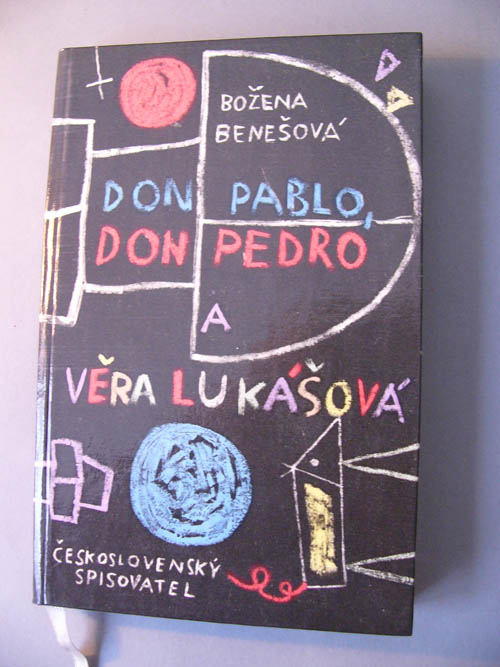 BOŽENA
BENEŠOVÁ
DON PABLO,
DON PEDRO
A
VĚRA LUKÁŠOVÁ
ČESKOSLOVENSKÝ
SPISOVATEL